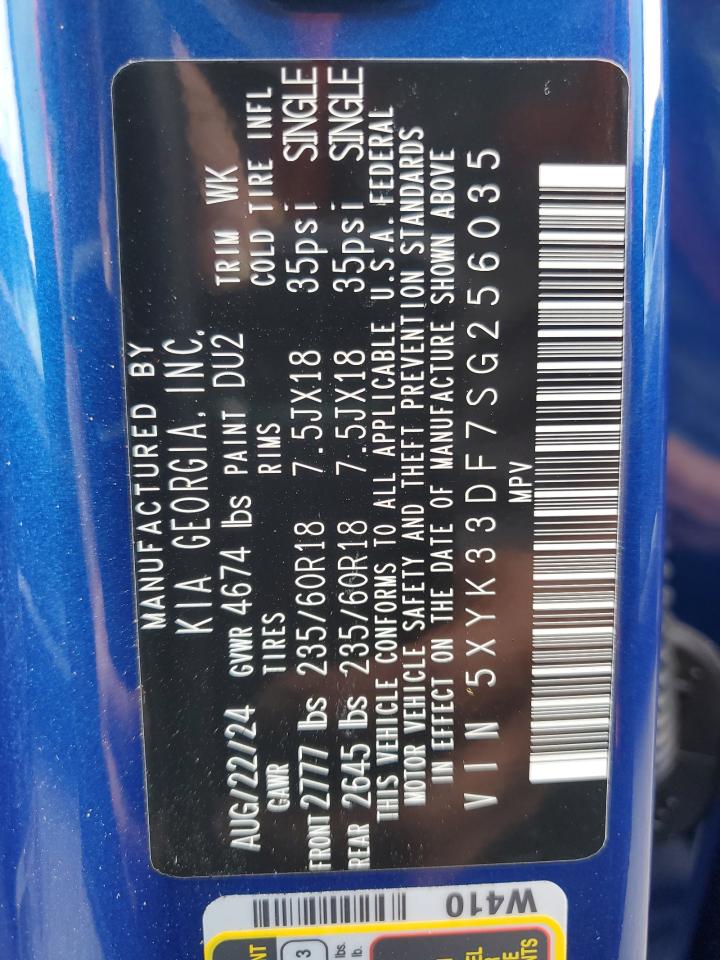 MANUFACTURED BY
KIA GEORGIA, INC.
AUG/22/24 GVWR 4674 lbs PAINT DU2 TRIM WK
GAWR TIRES RIMS COLD TIRE INFL
FRONT 2777 lbs 235/60R18 7.5JX18 35psi SINGLE
REAR 2645 lbs 235/60R18 7.5JX18 35psi SINGLE
THIS VEHICLE CONFORMS TO ALL APPLICABLE U.S.A. FEDERAL
MOTOR VEHICLE SAFETY AND THEFT PREVENTION STANDARDS
IN EFFECT ON THE DATE OF MANUFACTURE SHOWN ABOVE
VIN 5XYK33DF7SG256035
MPV
W410
3
lbs.
lb.